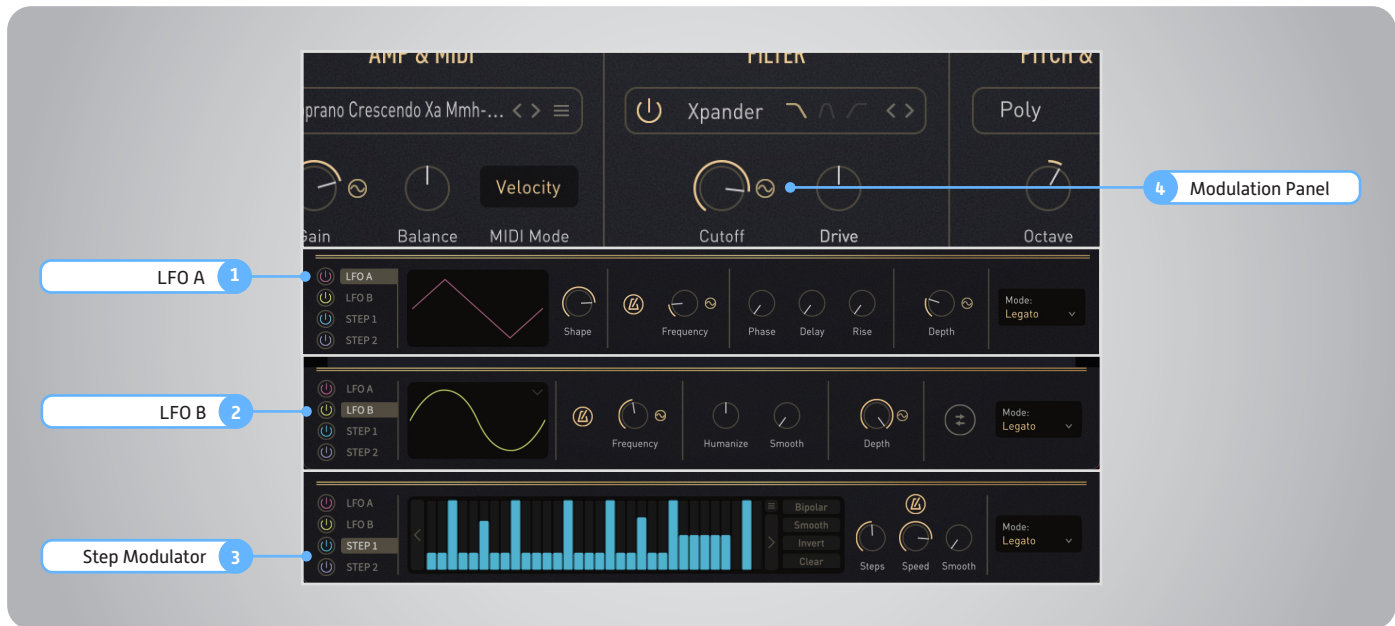 AMP & MIDI
FILTER
PITCH &
prano Crescendo Xa Mmh-...
Xpander
Poly
Velocity
Gain
Balance
MIDI Mode
Cutoff
Drive
Octave
4 Modulation Panel
LFO A 1
LFO A
LFO B
STEP 1
STEP 2
Shape
Frequency
Phase
Delay
Rise
Depth
Mode:
Legato
LFO B 2
LFO A
LFO B
STEP 1
STEP 2
Frequency
Humanize
Smooth
Depth
Mode:
Legato
Step Modulator 3
LFO A
LFO B
STEP 1
STEP 2
Bipolar
Smooth
Invert
Clear
Steps
Speed
Smooth
Mode:
Legato